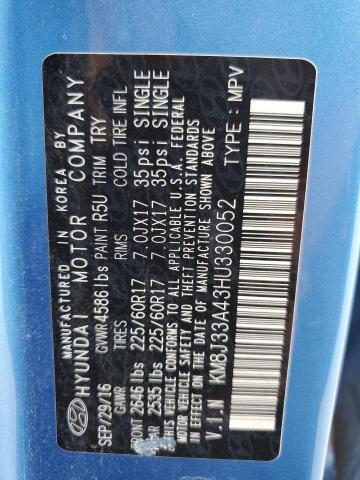 MANUFACTURED IN KOREA BY
HYUNDAI MOTOR COMPANY
SEP/29/16 GVWR 4586 lbs PAINT R5U TRIM TRY
GAWR TIRES RIMS COLD TIRE INFL
FRONT 2646 lbs 225/60R17 7.0JX17 35psi SINGLE
REAR 2535 lbs 225/60R17 7.0JX17 35psi SINGLE
THIS VEHICLE CONFORMS TO ALL APPLICABLE U.S.A. FEDERAL
MOTOR VEHICLE SAFETY AND THEFT PREVENTION STANDARDS
IN EFFECT ON THE DATE OF MANUFACTURE SHOWN ABOVE.
V.I.N KM8J33A43HU330052 TYPE: MPV